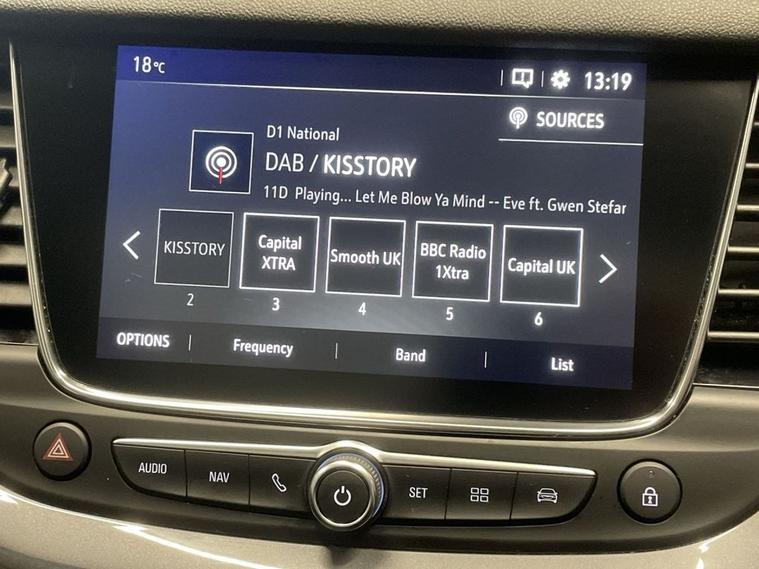 18°C
13:19
SOURCES
D1 National
DAB / KISSTORY
11D Playing... Let Me Blow Ya Mind -- Eve ft. Gwen Stefar
KISSTORY
Capital
XTRA
Smooth UK
BBC Radio
1Xtra
Capital UK
2
3
4
5
6
OPTIONS
Frequency
Band
List
AUDIO
NAV
SET